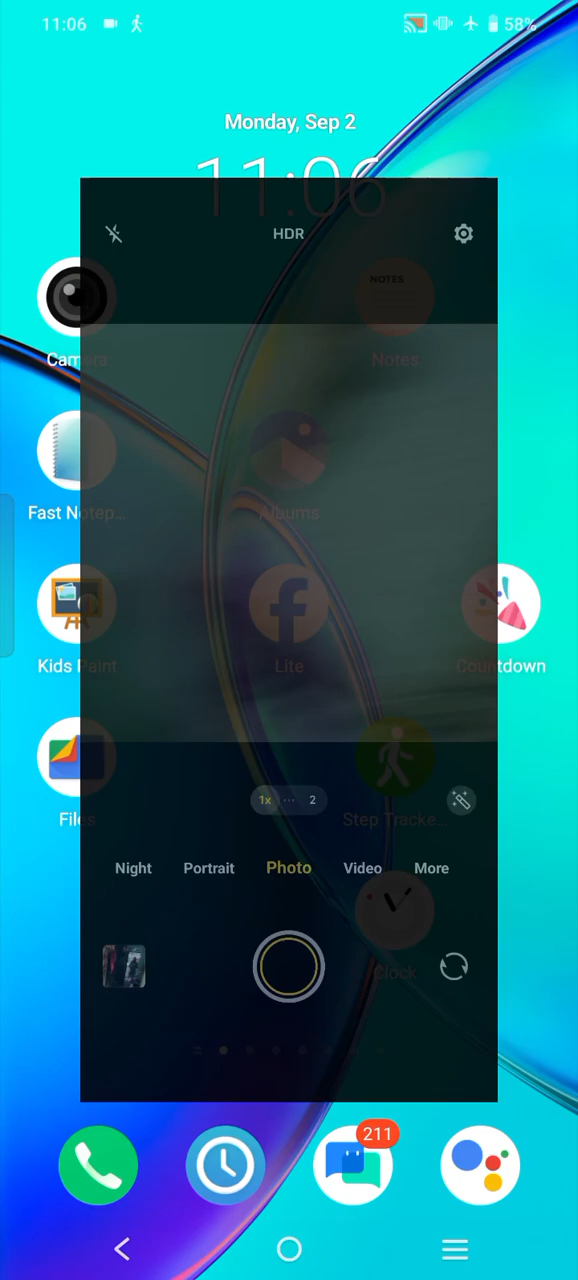 11:06
58%
Monday, Sep 2
11:06
HDR
NOTES
Camera
Notes
Fast Notep...
Albums
Kids Paint
Lite
Countdown
1x
2
Files
Step Tracke...
Night
Portrait
Photo
Video
More
Clock
211